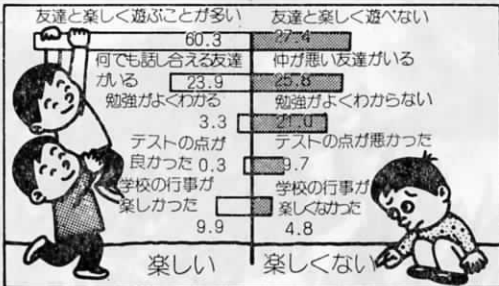 友達と楽しく遊ぶことが多い
60.3
何でも話し合える友達
がいる 23.9
勉強がよくわかる
3.3
テストの点が
良かった 0.3
学校の行事が
楽しかった
9.9
楽しい
友達と楽しく遊べない
27.4
仲が悪い友達がいる
25.8
勉強がよくわからない
21.0
テストの点が悪かった
9.7
学校の行事が
楽しくなかった
4.8
楽しくない